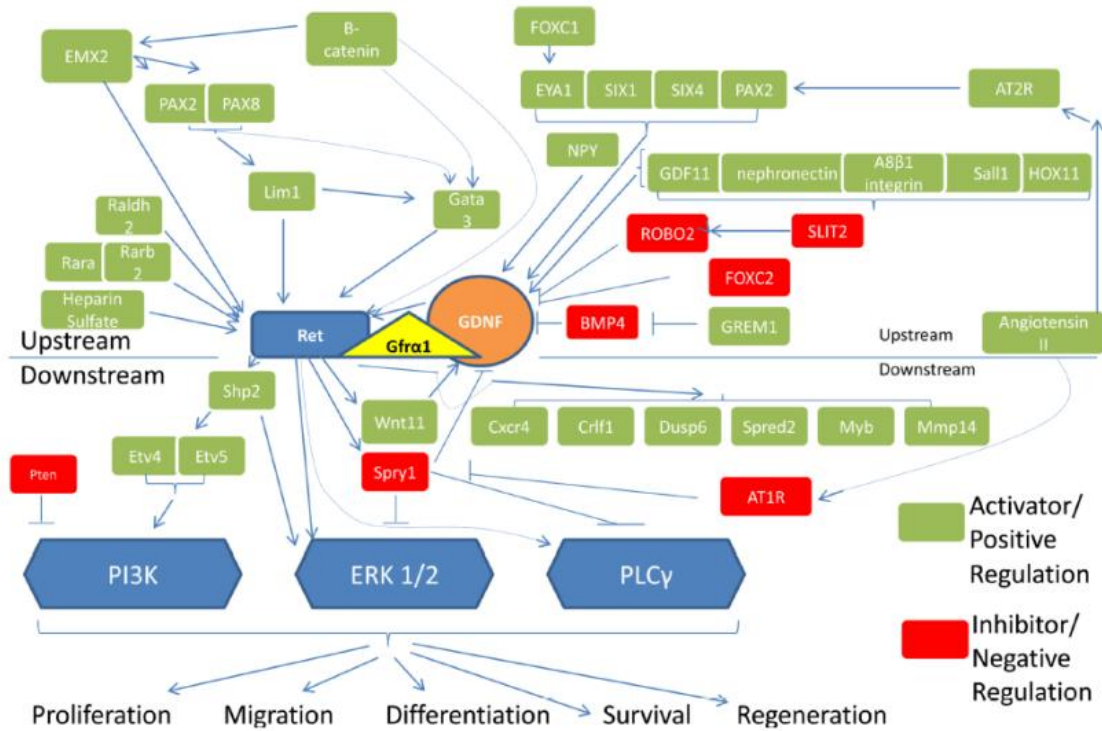 B-
catenin
FOXC1
EMX2
EYA1
SIX1
SIX4
PAX2
AT2R
PAX2
PAX8
NPY
GDF11
nephronectin
A8β1
integrin
Sall1
HOX11
Lim1
Gata
3
Raldh
2
ROBO2
SLIT2
Rara
Rarb
2
FOXC2
Heparin
Sulfate
Ret
Gfrα1
GDNF
BMP4
GREM1
Angiotensin
II
Upstream
Upstream
Downstream
Downstream
Shp2
Wnt11
Cxcr4
Crlf1
Dusp6
Spred2
Myb
Mmp14
Etv4
Etv5
Pten
Spry1
AT1R
Activator/
Positive
Regulation
PI3K
ERK 1/2
PLCγ
Inhibitor/
Negative
Regulation
Proliferation
Migration
Differentiation
Survival
Regeneration